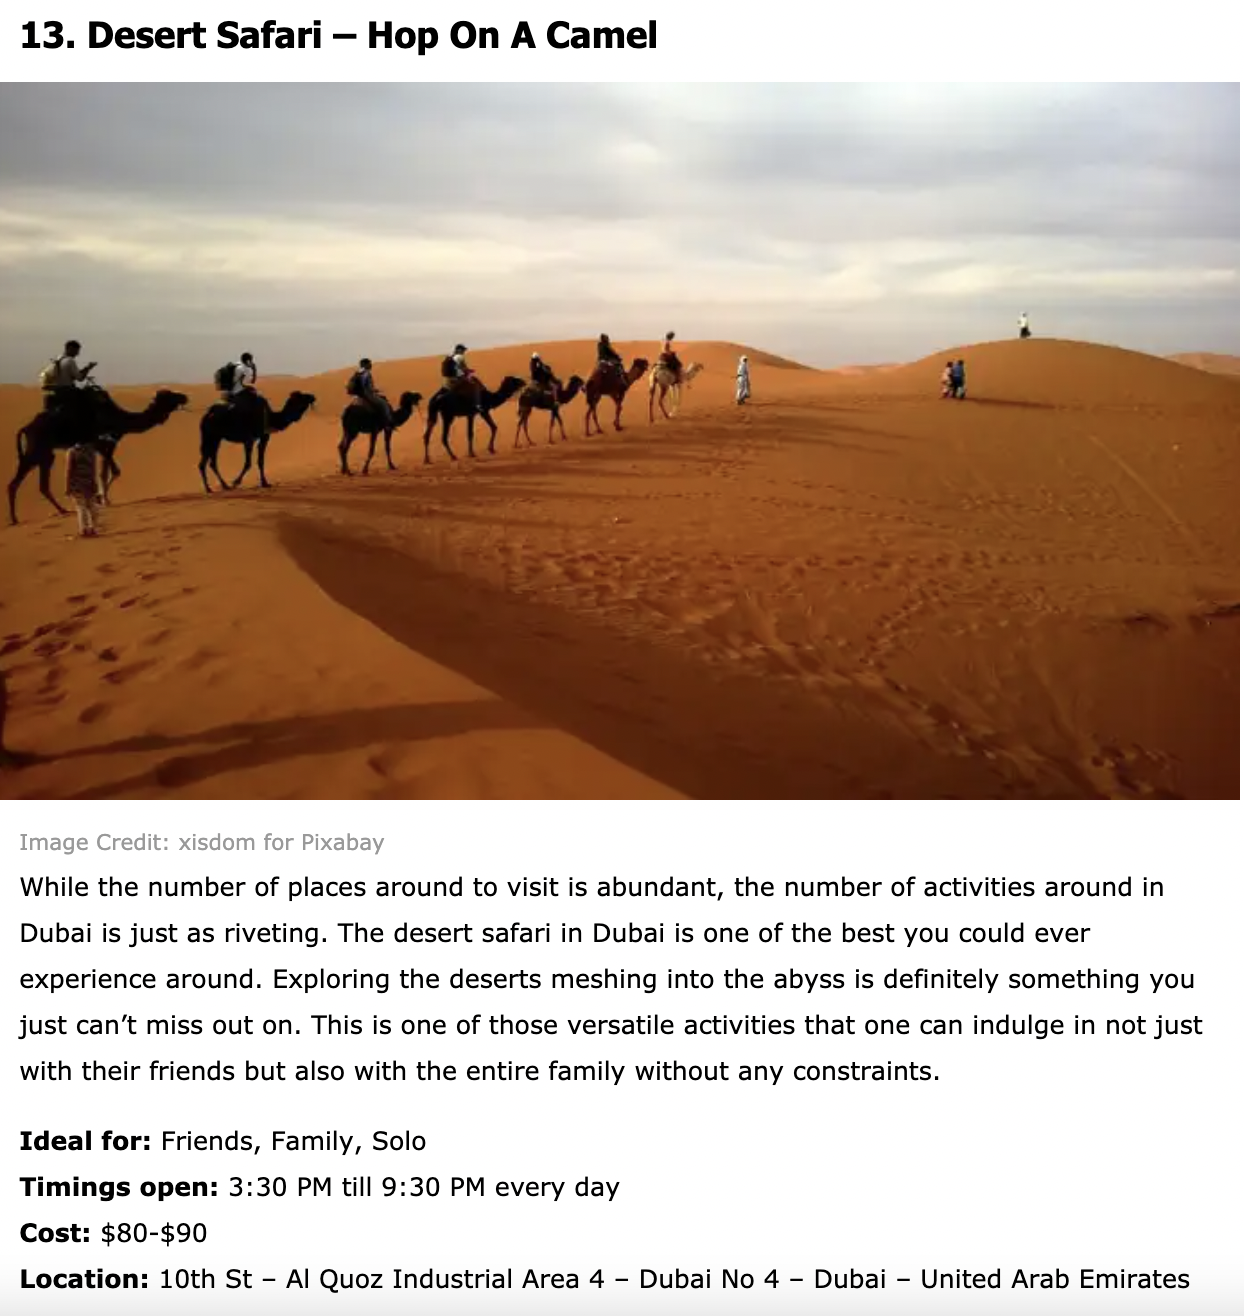 13. Desert Safari – Hop On A Camel
Image Credit: xisdom for Pixabay
While the number of places around to visit is abundant, the number of activities around in
Dubai is just as riveting. The desert safari in Dubai is one of the best you could ever
experience around. Exploring the deserts meshing into the abyss is definitely something you
just can’t miss out on. This is one of those versatile activities that one can indulge in not just
with their friends but also with the entire family without any constraints.
Ideal for: Friends, Family, Solo
Timings open: 3:30 PM till 9:30 PM every day
Cost: $80-$90
Location: 10th St – Al Quoz Industrial Area 4 – Dubai No 4 – Dubai – United Arab Emirates